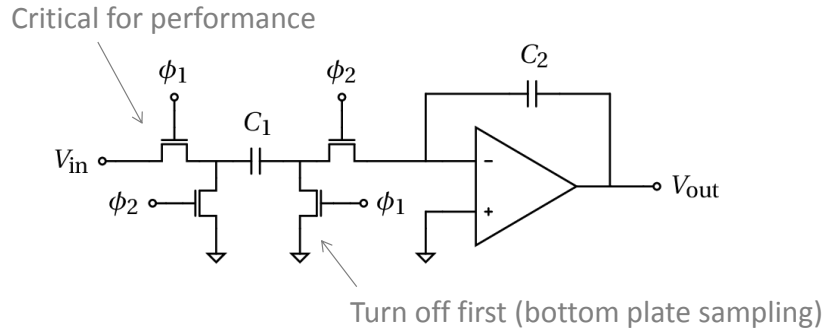 Critical for performance
ϕ1
ϕ2
C2
C1
Vin
Vout
ϕ2
ϕ1
-
+
Turn off first (bottom plate sampling)